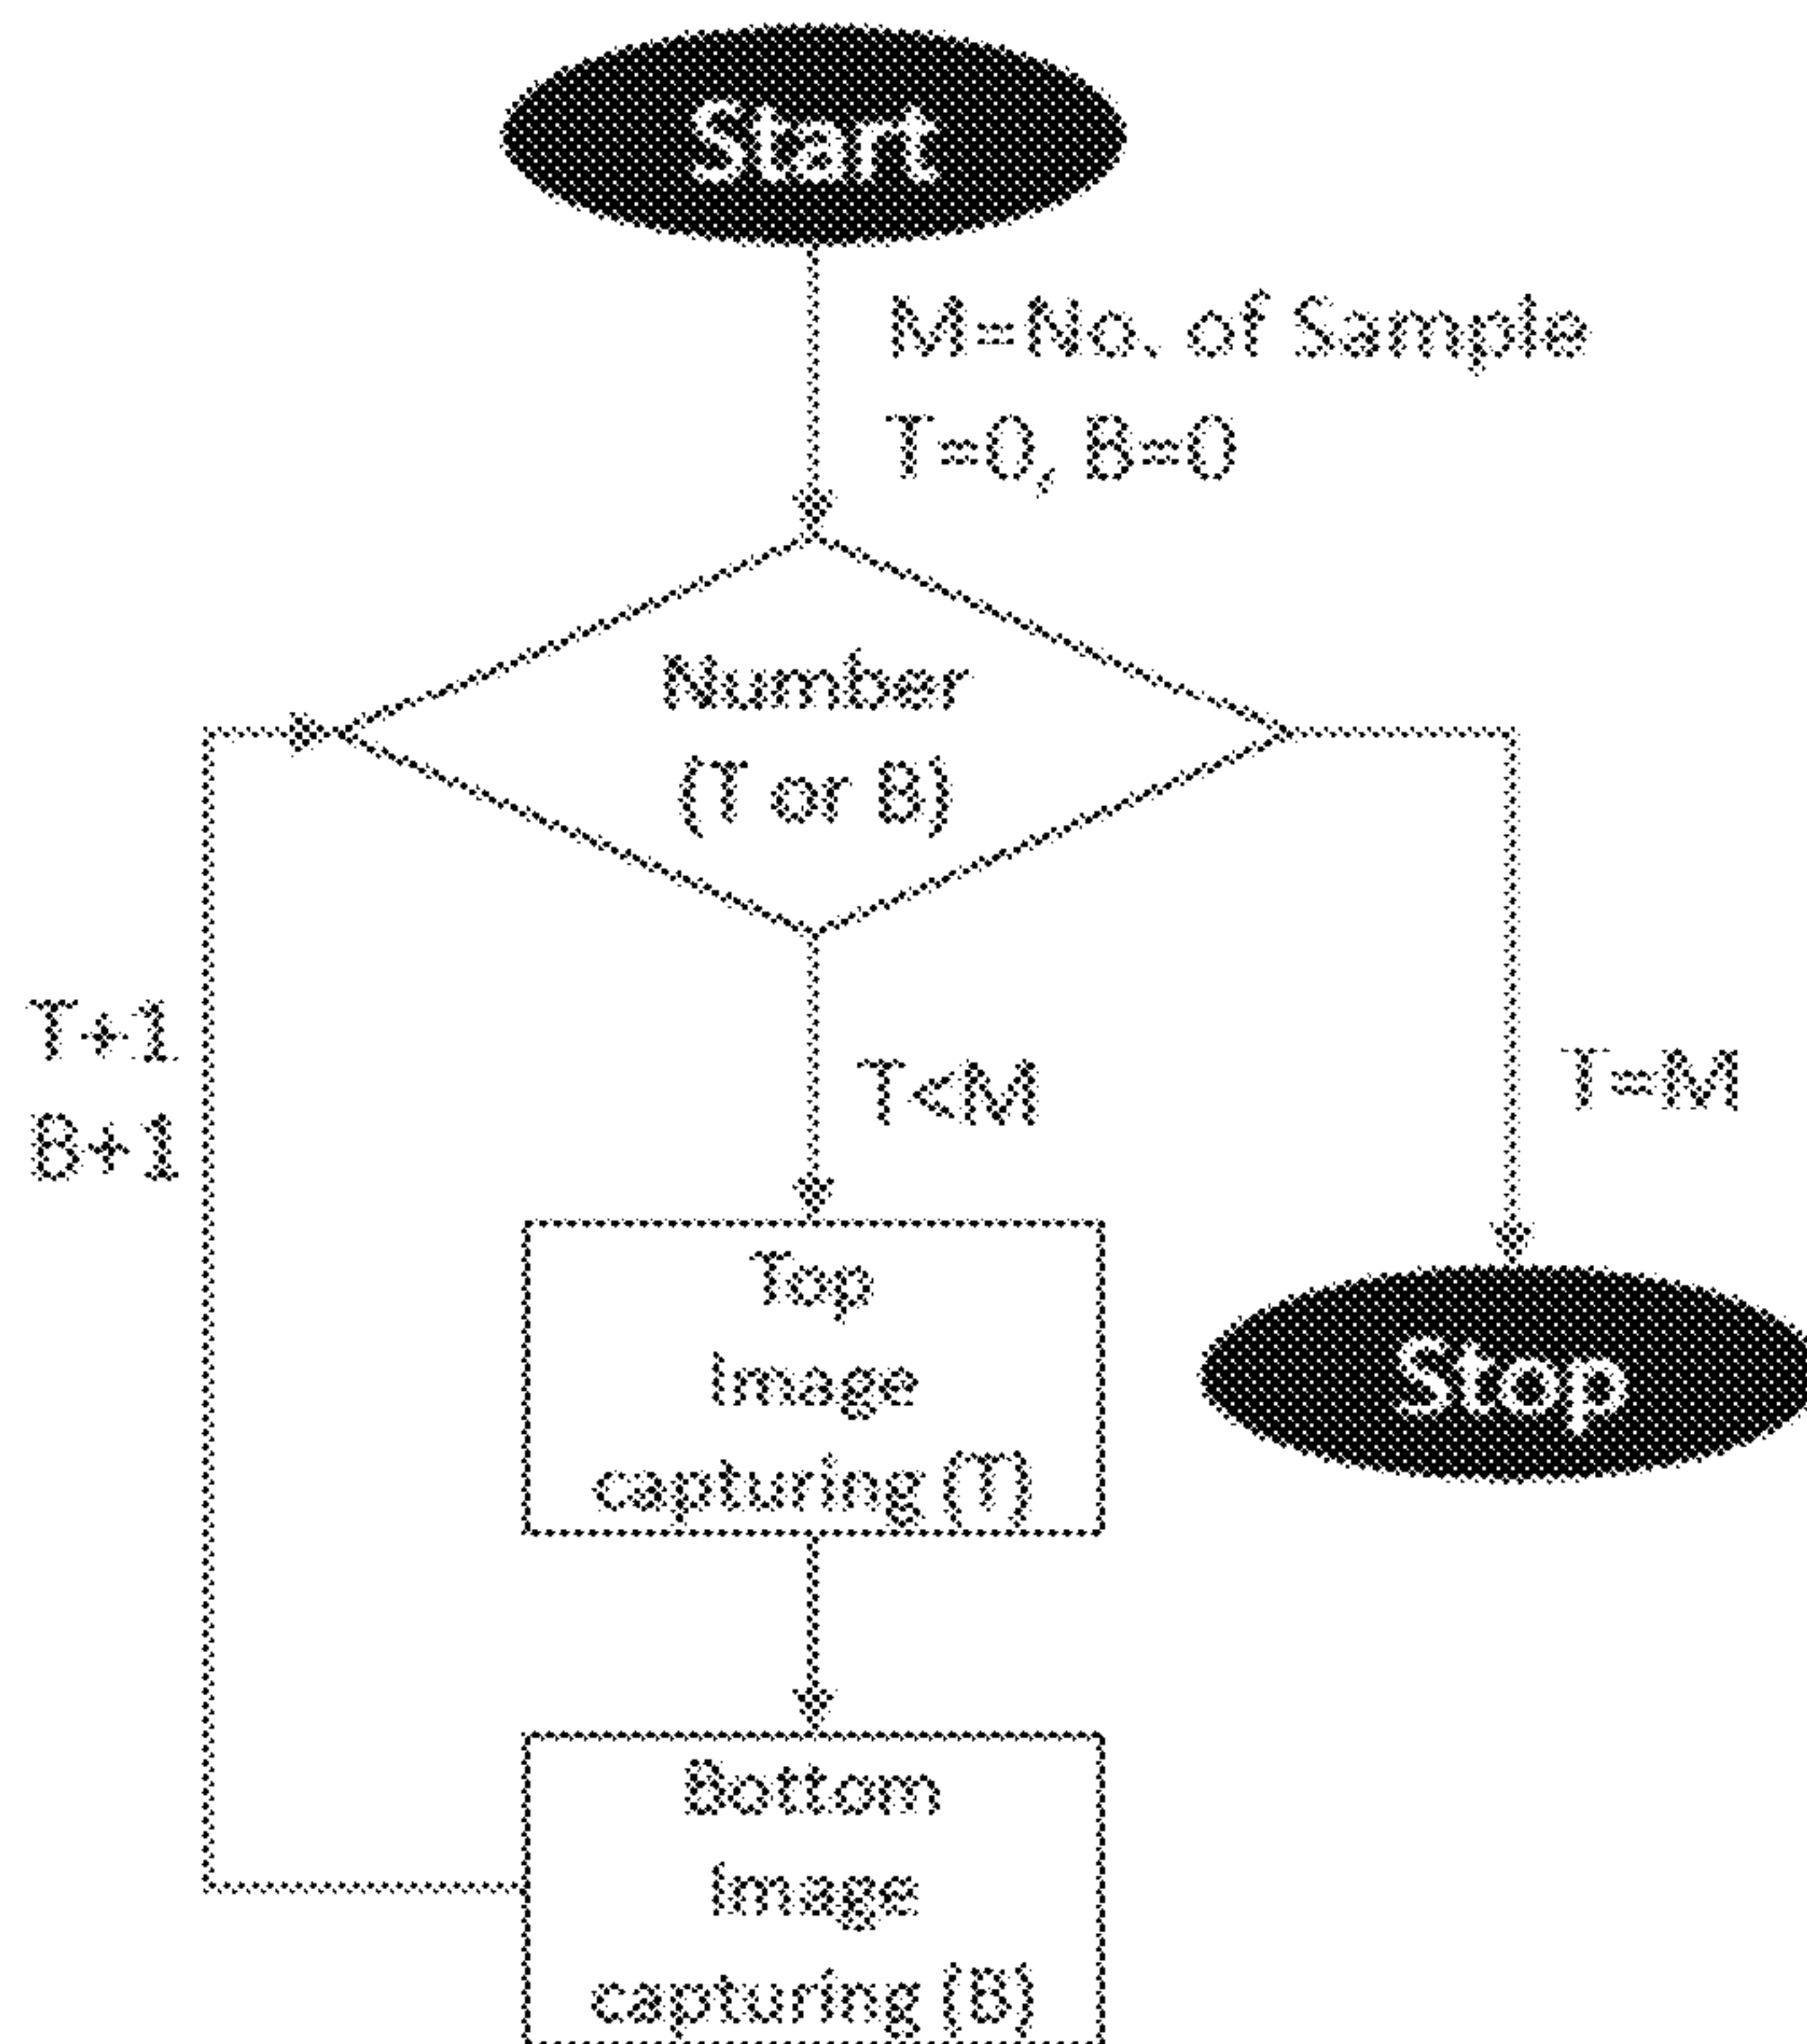 Start
M=No. of Sample
T=0, B=0
Number
(T or B)
T+1
B+1
T<M
T=M
Top
Image
capturing (T)
Stop
Bottom
Image
capturing (B)